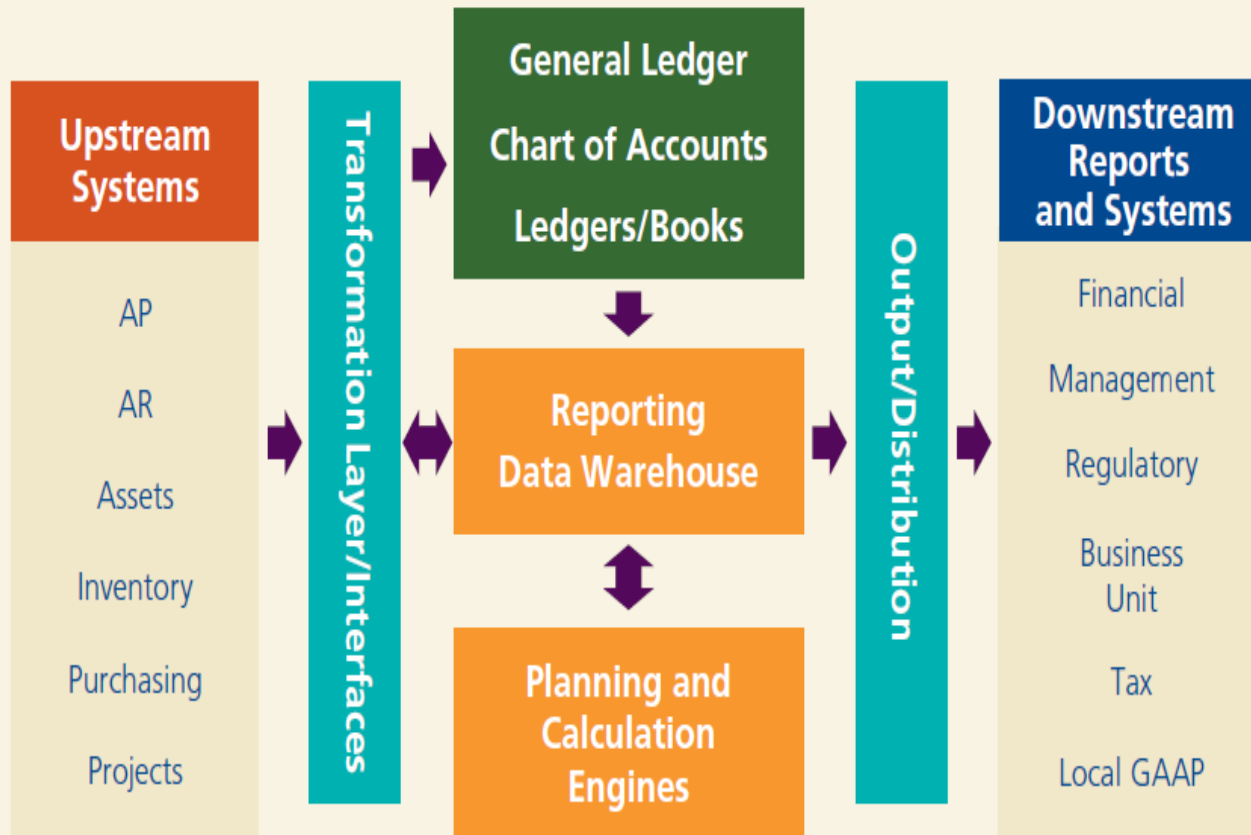 Upstream
Systems
AP
AR
Assets
Inventory
Purchasing
Projects
Transformation Layer/Interfaces
General Ledger
Chart of Accounts
Ledgers/Books
Reporting
Data Warehouse
Planning and
Calculation
Engines
Output/Distribution
Downstream
Reports
and Systems
Financial
Management
Regulatory
Business
Unit
Tax
Local GAAP